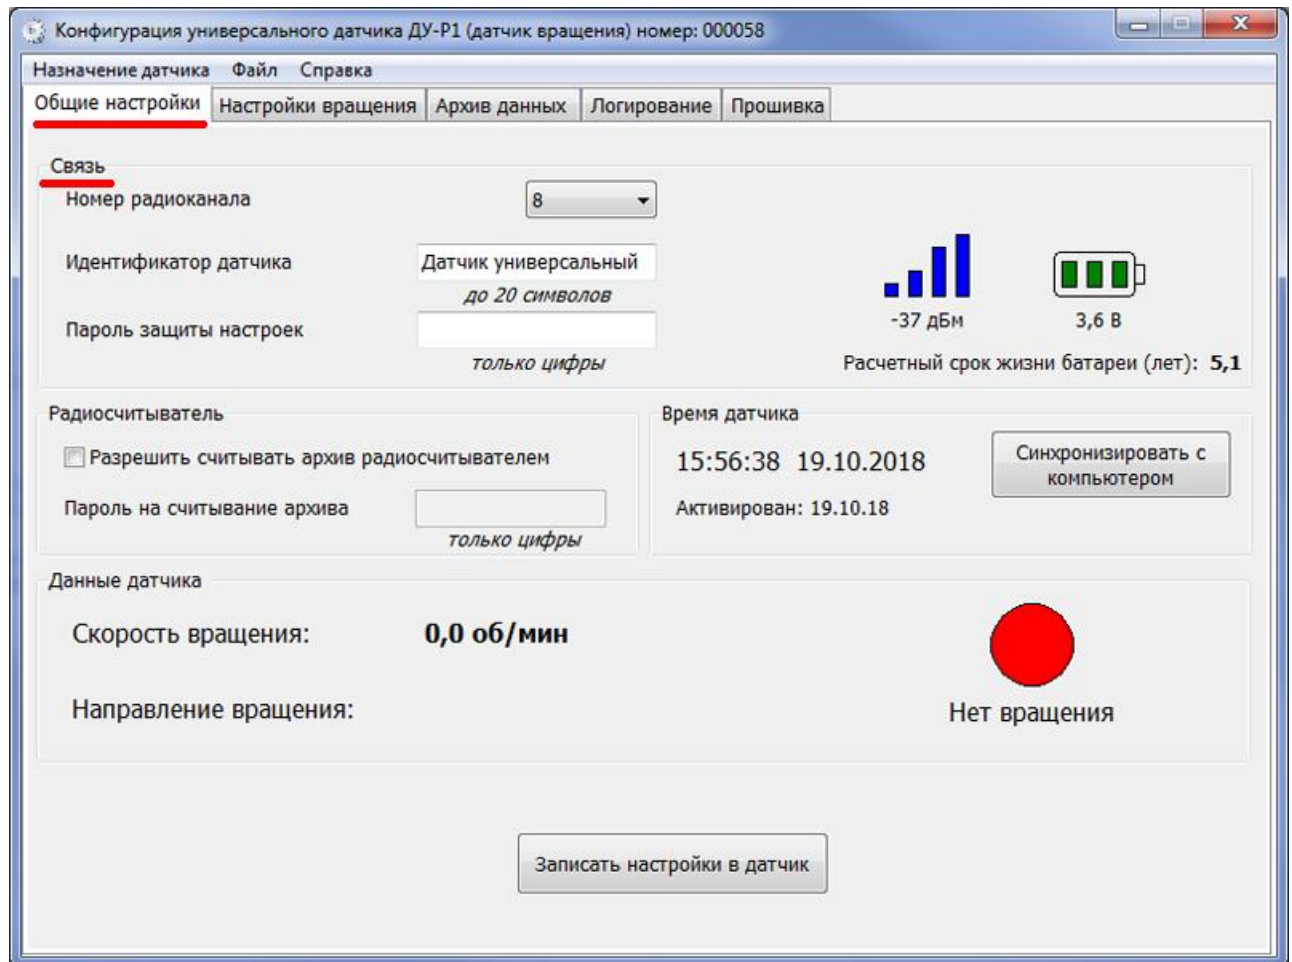 Конфигурация универсального датчика ДУ-Р1 (датчик вращения) номер: 000058
Назначение датчика Файл Справка
Общие настройки Настройки вращения Архив данных Логирование Прошивка
Связь
Номер радиоканала 8
Идентификатор датчика Датчик универсальный
до 20 символов
Пароль защиты настроек
только цифры
-37 дБм 3,6 В
Расчетный срок жизни батареи (лет): 5,1
Радиосчитыватель
Разрешить считывать архив радиосчитывателем
Пароль на считывание архива
только цифры
Время датчика
15:56:38 19.10.2018
Синхронизировать с
компьютером
Активирован: 19.10.18
Данные датчика
Скорость вращения: 0,0 об/мин
Направление вращения:
Нет вращения
Записать настройки в датчик